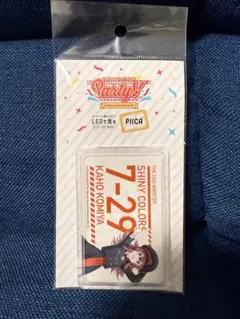 Party!
LEDで光る
PIICA
THE IDOLM@STER
SHINY COLORS
7-29
KAHO KOMIYA